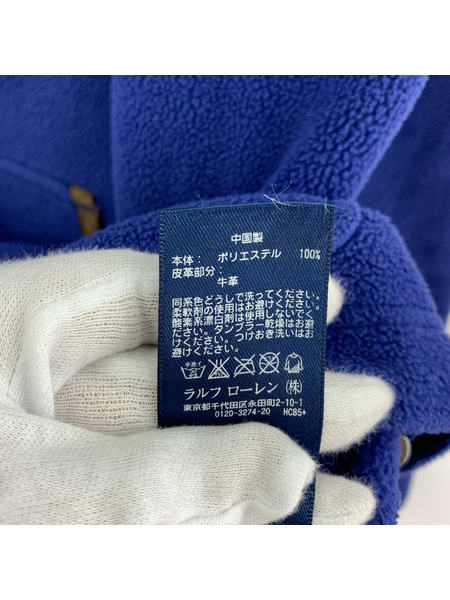 中国製
本体: ポリエステル 100%
皮革部分:
牛革
同系色どうしで洗ってください。
柔軟剤の使用はお避けください。
酸素系漂白剤は使用しないでく
ださい。タンブラー乾燥はお避
けください。つけおき洗いはお
避けください。
手洗イ
ラルフ ローレン (株)
東京都千代田区永田町2-10-1
0120-3274-20 HC85+